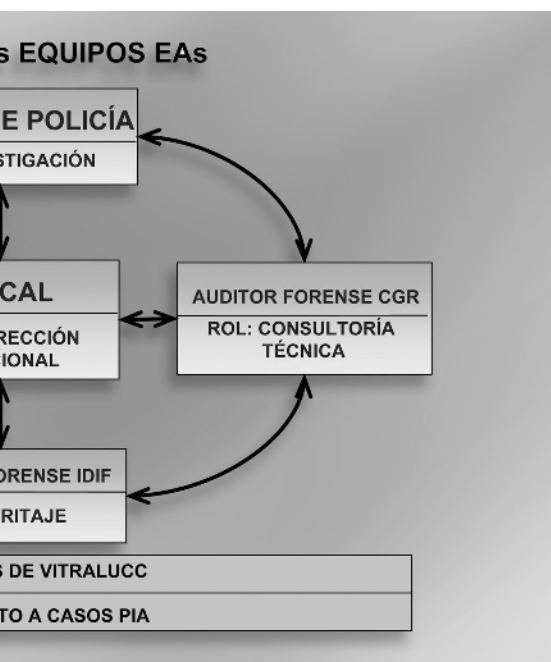 s EQUIPOS EAs
E POLICÍA
STIGACIÓN
CAL
RECCIÓN
CIONAL
AUDITOR FORENSE CGR
ROL: CONSULTORÍA
TÉCNICA
ORENSE IDIF
RITAJE
S DE VITRALUCC
TO A CASOS PIA